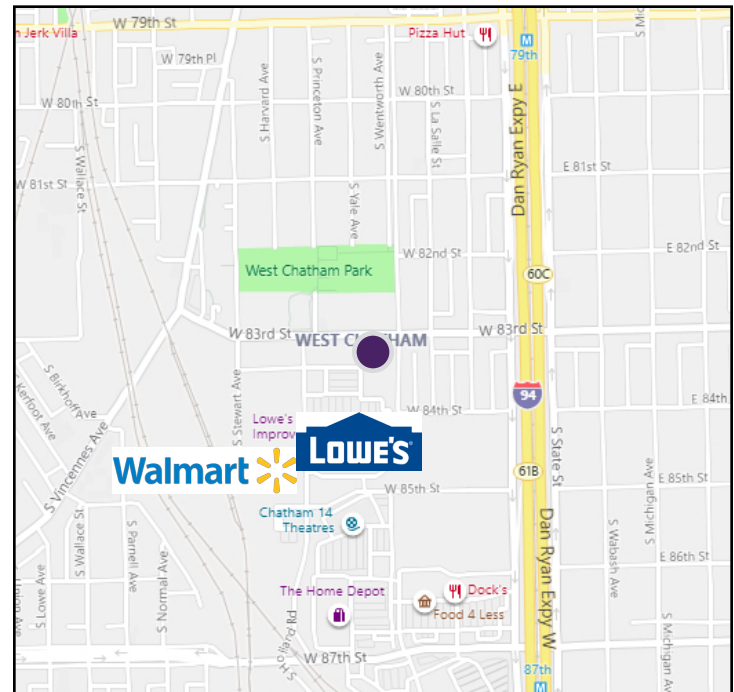 W 79th St
n Jerk Villa
Pizza Hut
M
79th
S Mic
W 79th Pl
S Harvard Ave
S Princeton Ave
S Wentworth Ave
W 80th St
W 80th St
S La Salle St
Dan Ryan Expy E
S Wallace St
E 81st St
W 81st St
S Yale Ave
W 82nd St
E 82nd St
West Chatham Park
60C
W 83rd St
WEST CHATHAM
W 83rd St
S Birkhoff Ave
S Kerfoot Ave
S Stewart Ave
94
E 84th
W 84th St
Lowe's
Improv
LOWE'S
Walmart
S Vincennes Ave
S State St
61B
S Michigan Ave
E 85th St
W 85th St
Chatham 14
Theatres
S Wallace St
S Parnell Ave
S Normal Ave
Dan Ryan Expy W
S Wabash Ave
E 86th St
S Lowe Ave
Union Ave
The Home Depot
Dock's
Food 4 Less
S Holland Rd
W 87th St
S Michigan Av
87th
M